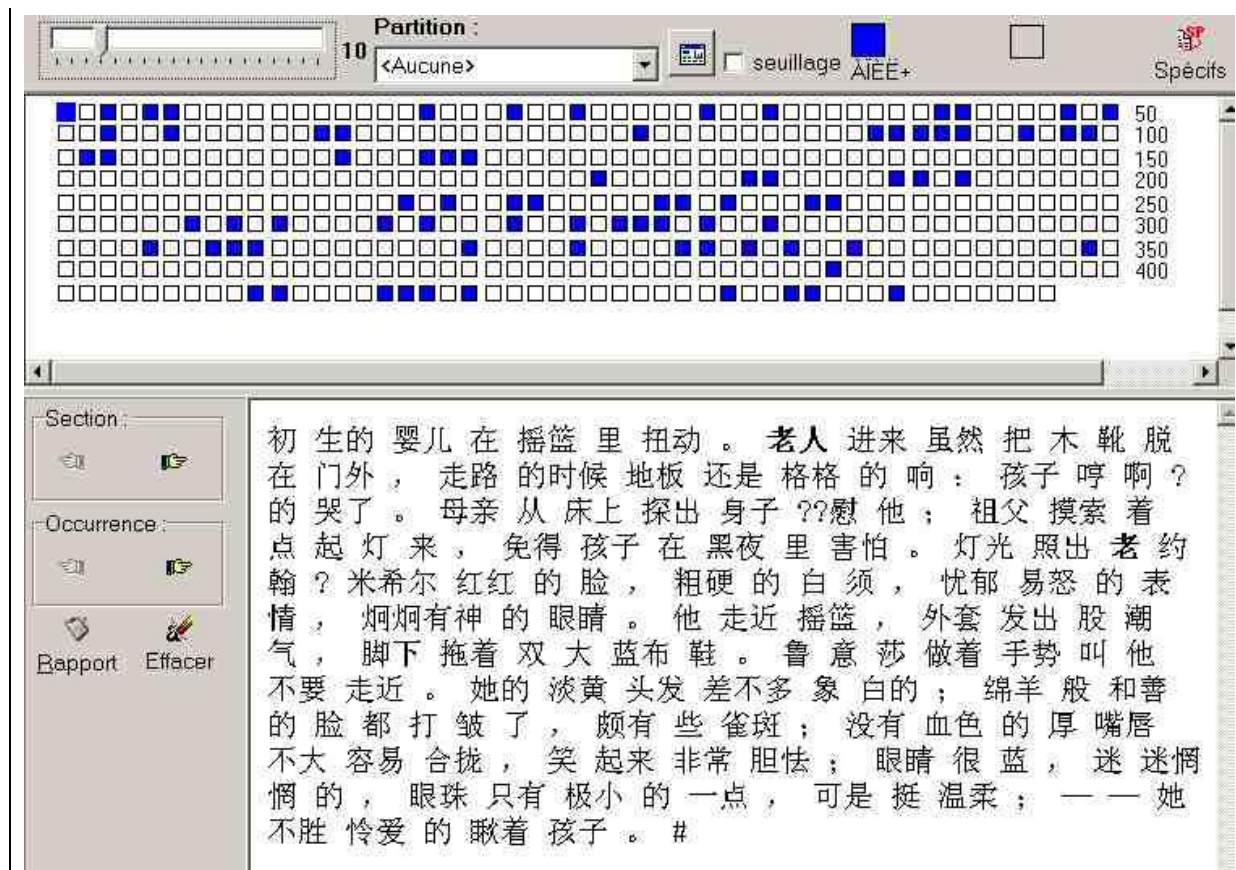 Partition :
10 <Aucune> seuillage ÀÏÈË+ Spécifs
50
100
150
200
250
300
350
400
Section :
Occurrence :
Rapport Effacer
初 生的 婴儿 在 摇篮 里 扭动 。 老人 进来 虽然 把 木 靴 脱
在 门外 ， 走路 的时候 地板 还是 格格 的 响 ： 孩子 哼 啊 ?
的 哭了 。 母亲 从 床上 探出 身子 ??慰 他 ； 祖父 摸索 着
点 起 灯 来 ， 免得 孩子 在 黑夜 里 害怕 。 灯光 照出 老 约
翰 ? 米希尔 红红 的 脸 ， 粗硬 的 白 须 ， 忧郁 易怒 的 表
情 ， 炯炯有神 的 眼睛 。 他 走近 摇篮 ， 外套 发出 股 潮
气 ， 脚下 拖着 双 大 蓝布 鞋 。 鲁 意 莎 做着 手势 叫 他
不要 走近 。 她的 淡黄 头发 差不多 象 白的 ； 绵羊 般 和善
的 脸 都 打 皱 了 ， 颇有 些 雀斑 ； 没有 血色 的 厚 嘴唇
不大 容易 合拢 ， 笑 起来 非常 胆怯 ； 眼睛 很 蓝 ， 迷 迷惘
惘 的 ， 眼珠 只有 极小 的 一点 ， 可是 挺 温柔 ； — — 她
不胜 怜爱 的 瞅着 孩子 。 #